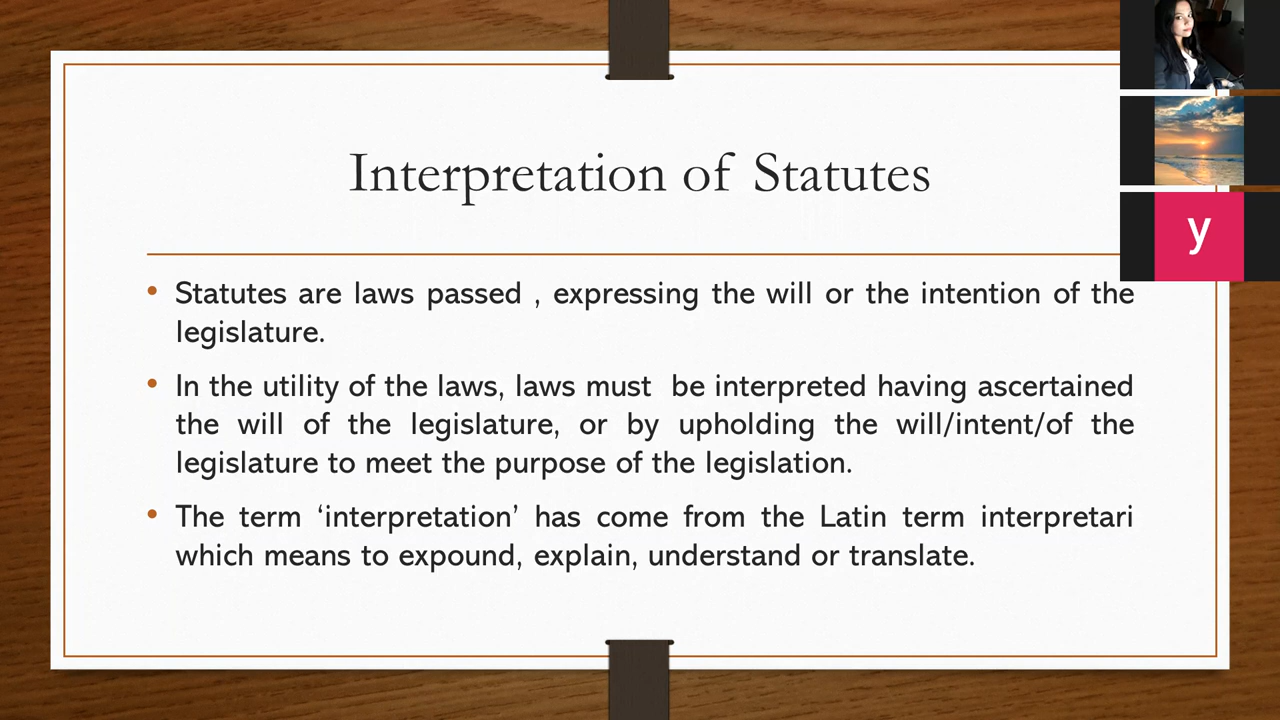 Interpretation of Statutes
y
• Statutes are laws passed , expressing the will or the intention of the
legislature.
• In the utility of the laws, laws must  be interpreted having ascertained
the will of the legislature, or by upholding the will/intent/of the
legislature to meet the purpose of the legislation.
• The term ‘interpretation’ has come from the Latin term interpretari
which means to expound, explain, understand or translate.